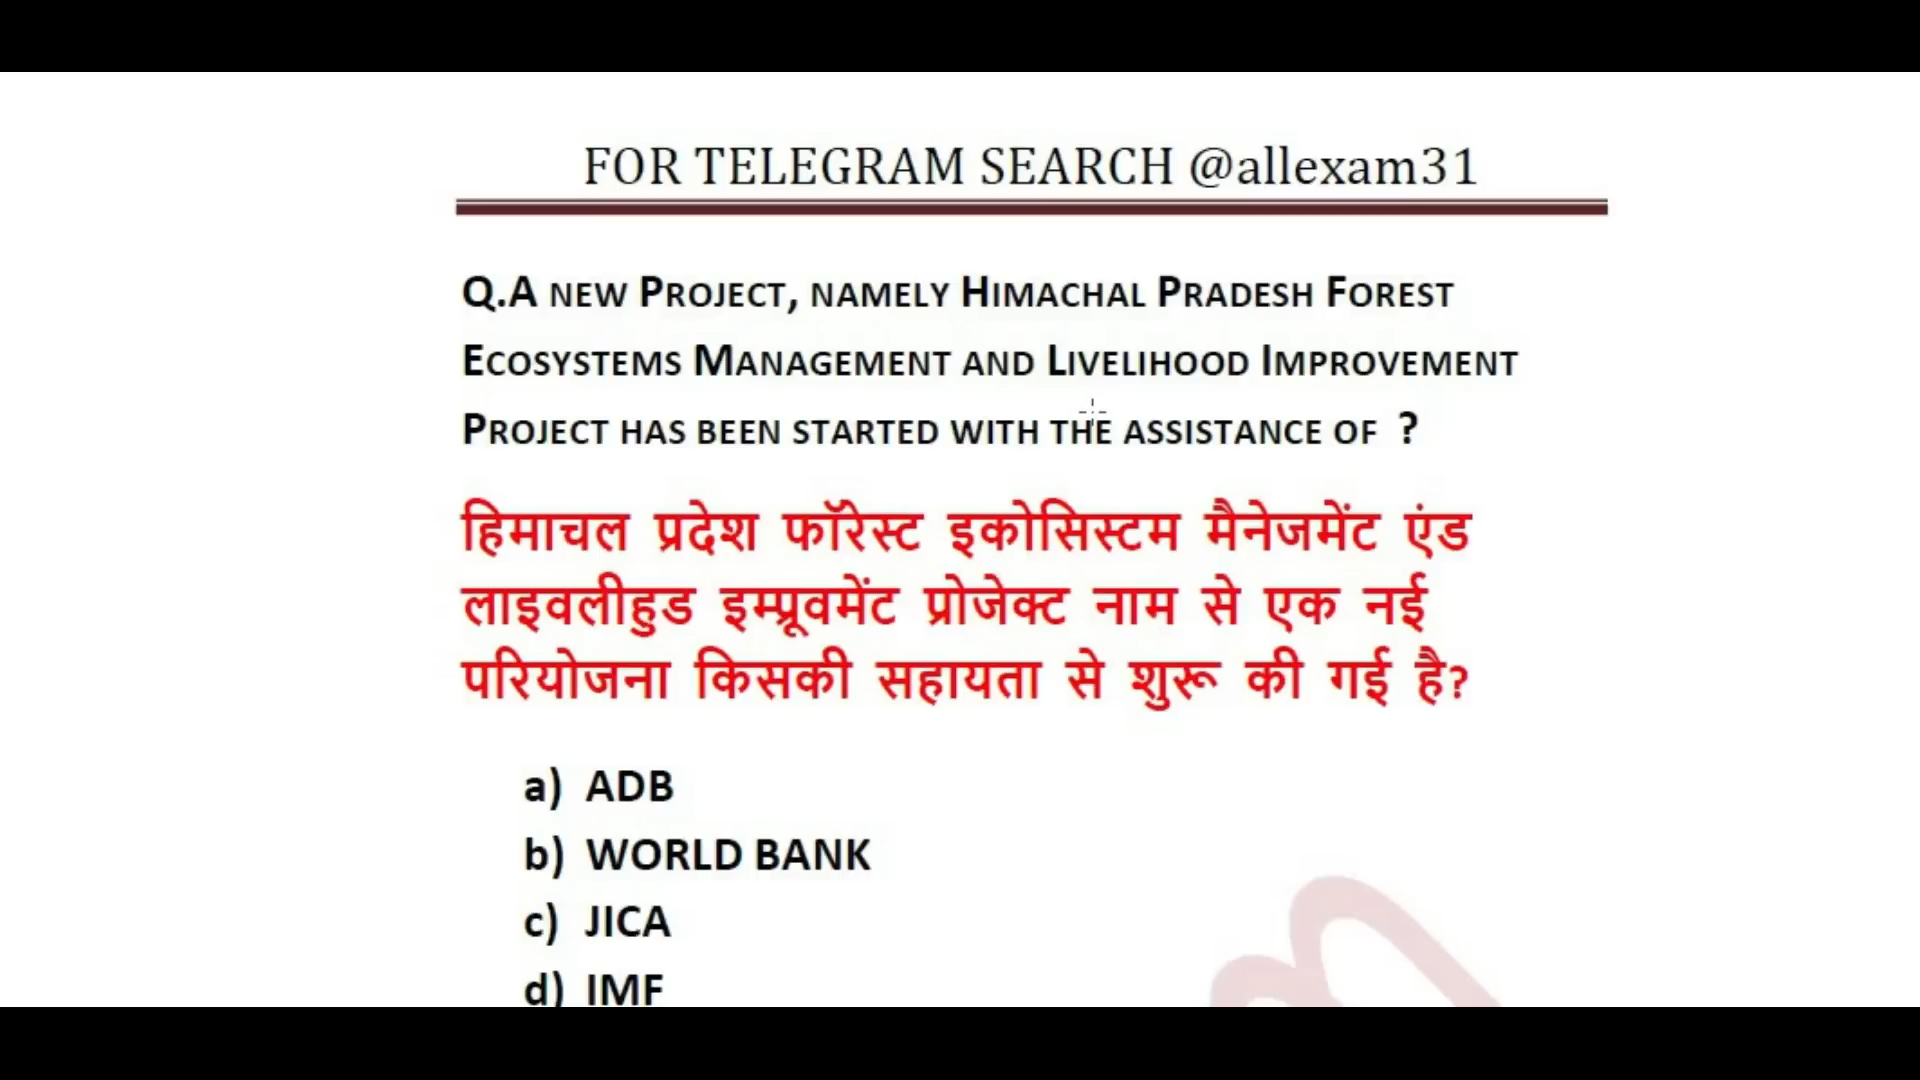 FOR TELEGRAM SEARCH @allexam31
Q.A NEW PROJECT, NAMELY HIMACHAL PRADESH FOREST
ECOSYSTEMS MANAGEMENT AND LIVELIHOOD IMPROVEMENT
PROJECT HAS BEEN STARTED WITH THE ASSISTANCE OF ?
हिमाचल प्रदेश फॉरेस्ट इकोसिस्टम मैनेजमेंट एंड
लाइवलीहुड इम्प्रूवमेंट प्रोजेक्ट नाम से एक नई
परियोजना किसकी सहायता से शुरू की गई है?
a) ADB
b) WORLD BANK
c) JICA
d) IMF